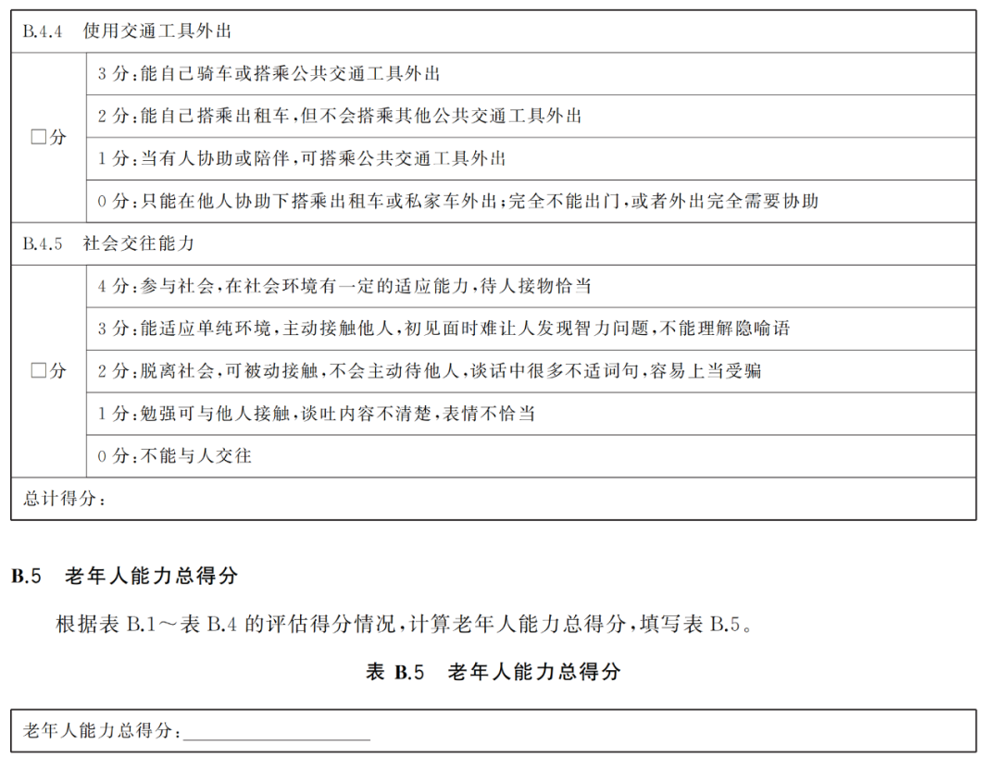 B.4.4 使用交通工具外出
3 分:能自己骑车或搭乘公共交通工具外出
2 分:能自己搭乘出租车,但不会搭乘其他公共交通工具外出
□分
1 分:当有人协助或陪伴,可搭乘公共交通工具外出
0 分:只能在他人协助下搭乘出租车或私家车外出;完全不能出门,或者外出完全需要协助
B.4.5 社会交往能力
4 分:参与社会,在社会环境有一定的适应能力,待人接物恰当
3 分:能适应单纯环境,主动接触他人,初见面时难让人发现智力问题,不能理解隐喻语
□分
2 分:脱离社会,可被动接触,不会主动待他人,谈话中很多不适词句,容易上当受骗
1 分:勉强可与他人接触,谈吐内容不清楚,表情不恰当
0 分:不能与人交往
总计得分:
B.5 老年人能力总得分
根据表 B.1～表 B.4 的评估得分情况,计算老年人能力总得分,填写表 B.5。
表 B.5 老年人能力总得分
老年人能力总得分: